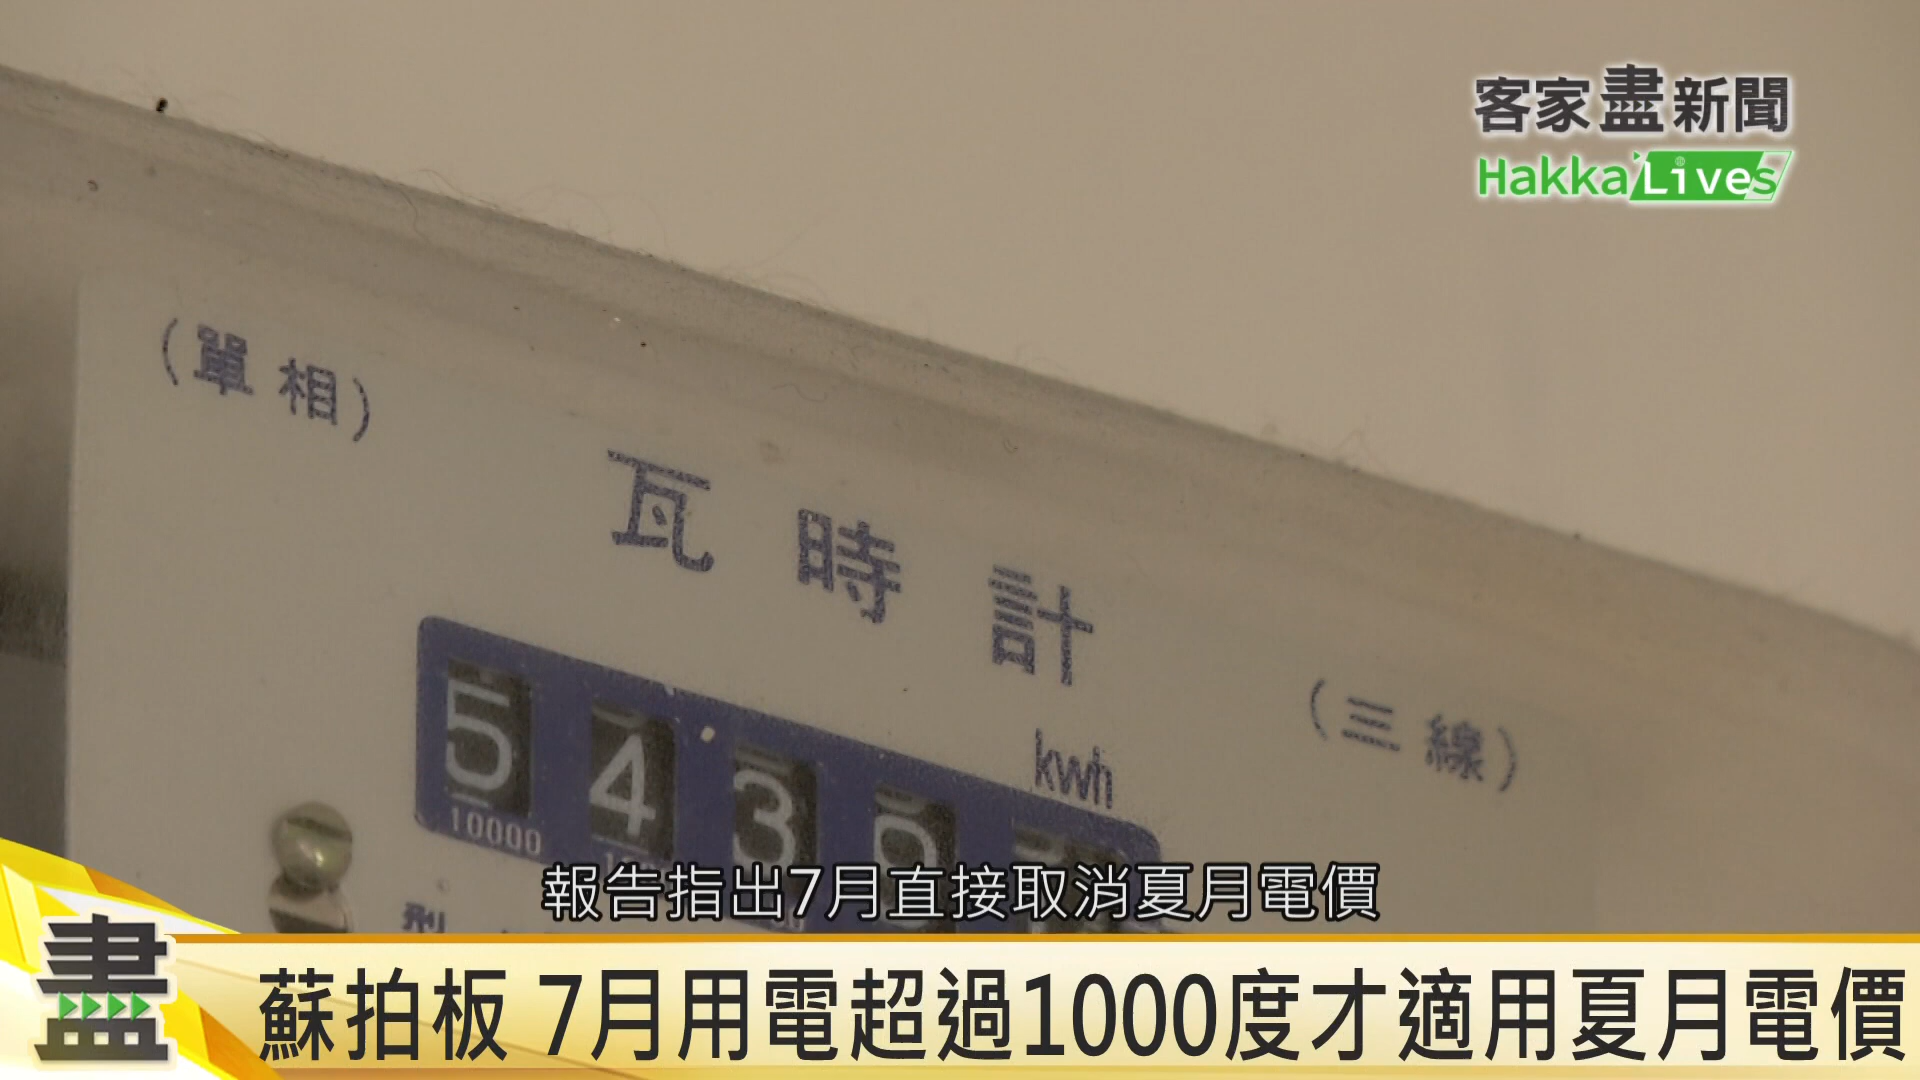 客家盡新聞
Hakka Lives
(單相)
瓦時計
(三線)
kwh
5 4 3
10000
報告指出7月直接取消夏月電價
盡
蘇拍板 7月用電超過1000度才適用夏月電價